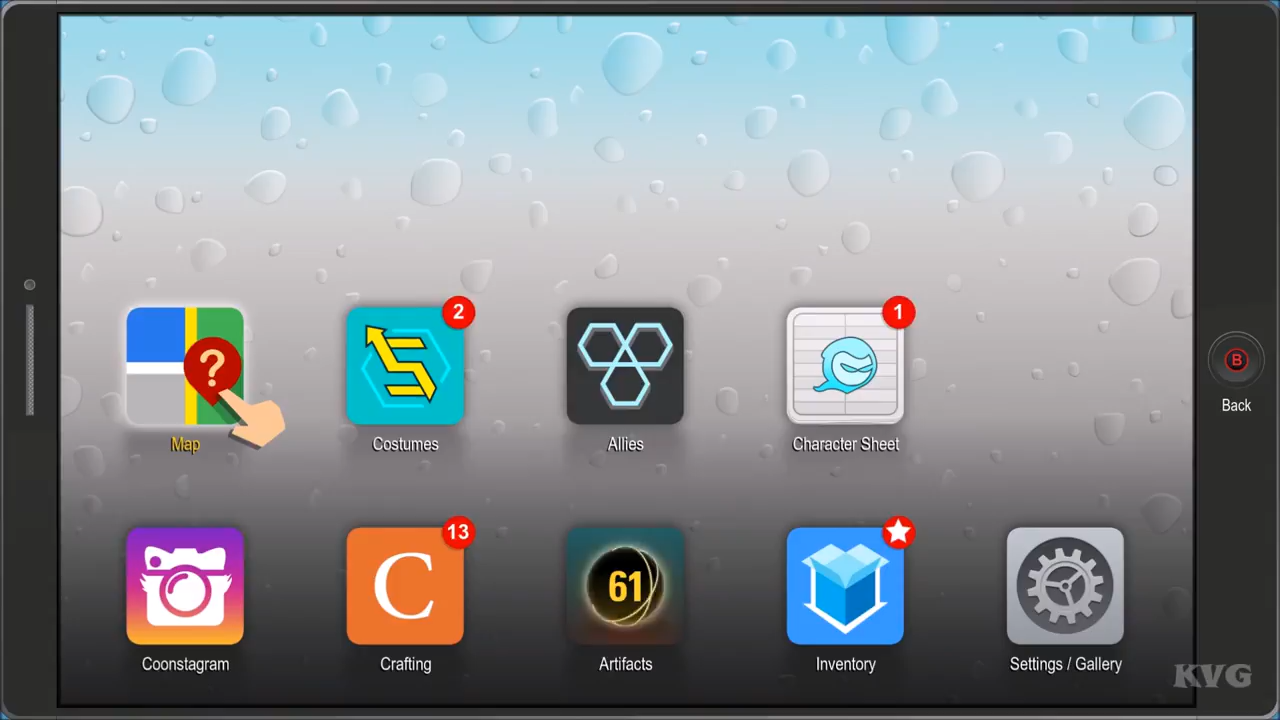 2
1
?
B
Back
Map
Costumes
Allies
Character Sheet
13
C
61
Coonstagram
Crafting
Artifacts
Inventory
Settings / Gallery
KVG